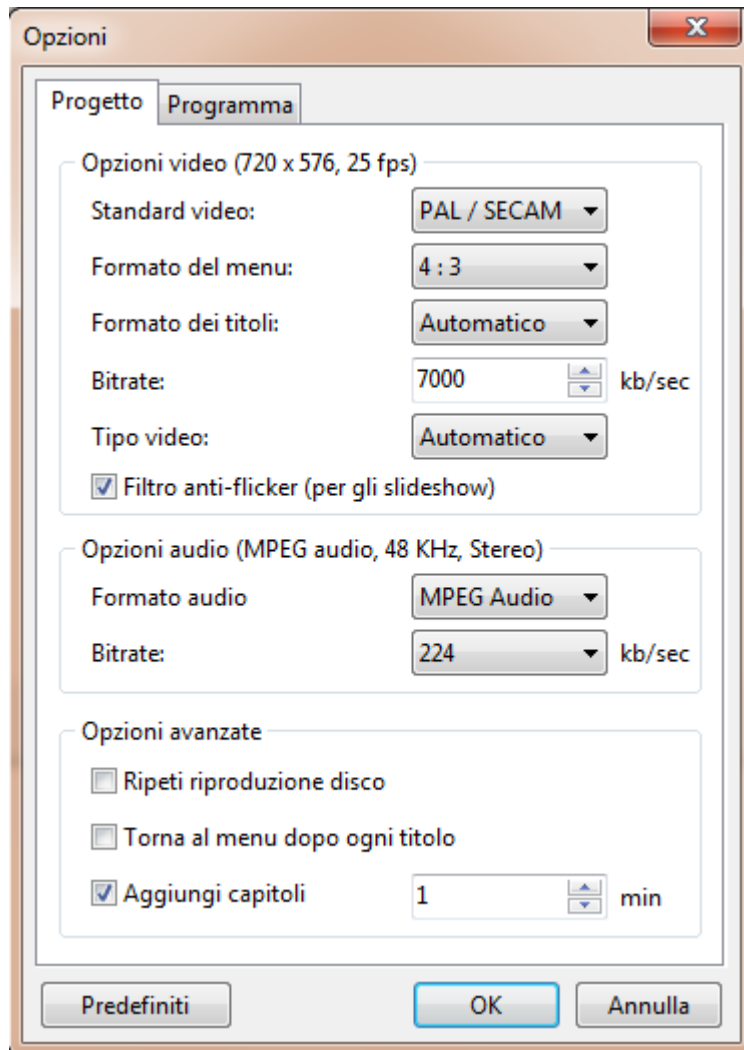 Opzioni
Progetto Programma
Opzioni video (720 x 576, 25 fps)
Standard video: PAL / SECAM
Formato del menu: 4 : 3
Formato dei titoli: Automatico
Bitrate: 7000 kb/sec
Tipo video: Automatico
Filtro anti-flicker (per gli slideshow)
Opzioni audio (MPEG audio, 48 KHz, Stereo)
Formato audio MPEG Audio
Bitrate: 224 kb/sec
Opzioni avanzate
Ripeti riproduzione disco
Torna al menu dopo ogni titolo
Aggiungi capitoli 1 min
Predefiniti OK Annulla